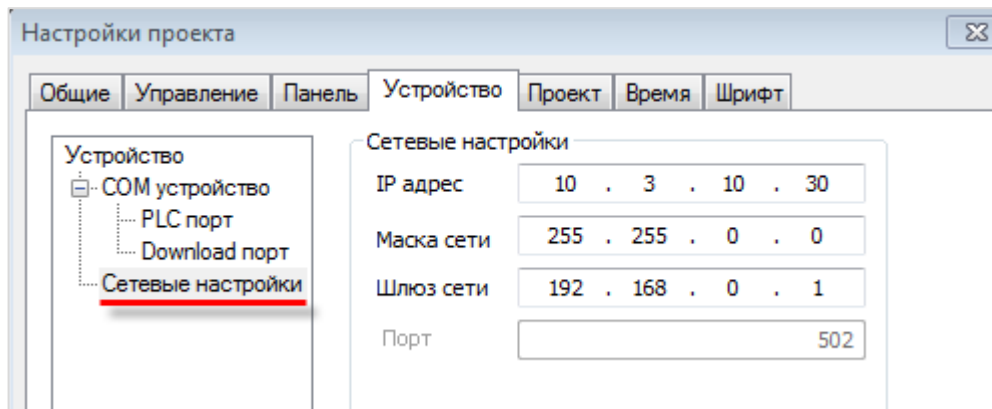 Настройки проекта
Общие Управление Панель Устройство Проект Время Шрифт
Устройство
COM устройство
PLC порт
Download порт
Сетевые настройки
Сетевые настройки
IP адрес 10 . 3 . 10 . 30
Маска сети 255 . 255 . 0 . 0
Шлюз сети 192 . 168 . 0 . 1
Порт 502